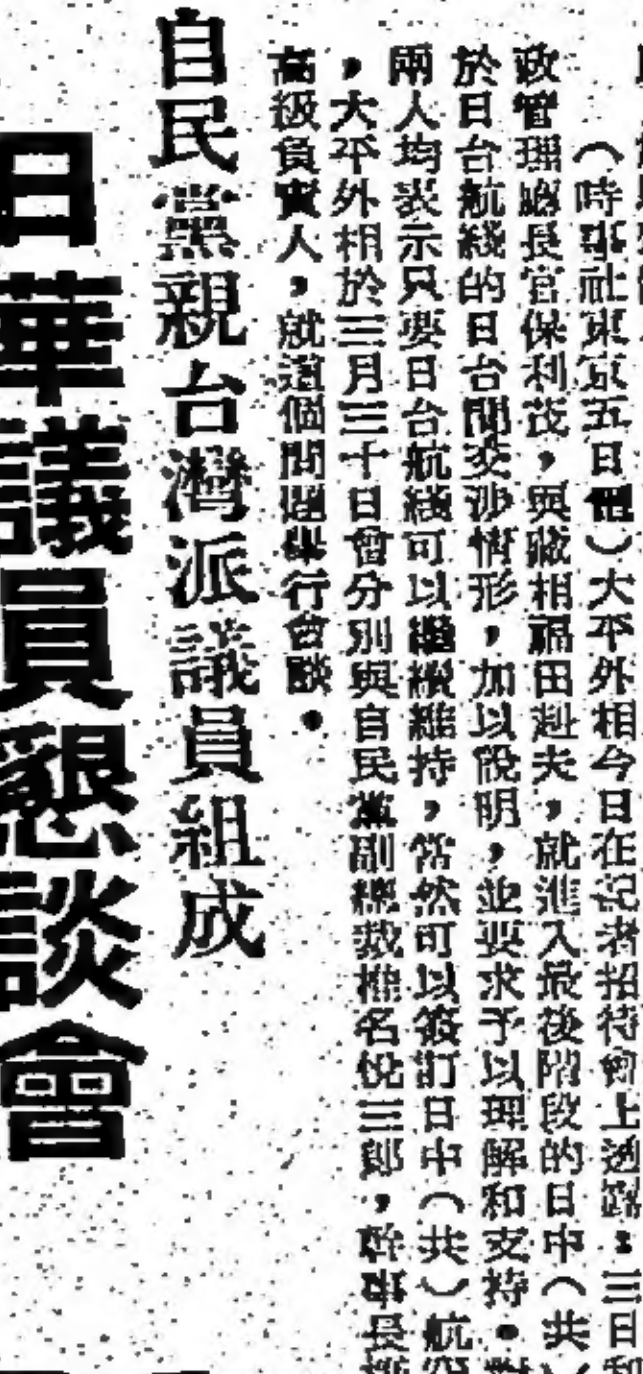 （時事社東京五日電）大平外相今日在記者招待會上透露：三日和
政管理總長官保利茂，與藏相福田赳夫，就進入最後階段的日中（共）
於日台航綫的日台間交涉情形，加以說明，並要求予以理解和支持。對
兩人均表示只要日台航綫可以繼續維持，當然可以簽訂日中（共）航空
，大平外相於三月三十日曾分別與自民黨副總裁椎名悅三郎，幹事長
高級負責人，就這個問題舉行會談。
自民黨親台灣派議員組成
日華議員懇談會